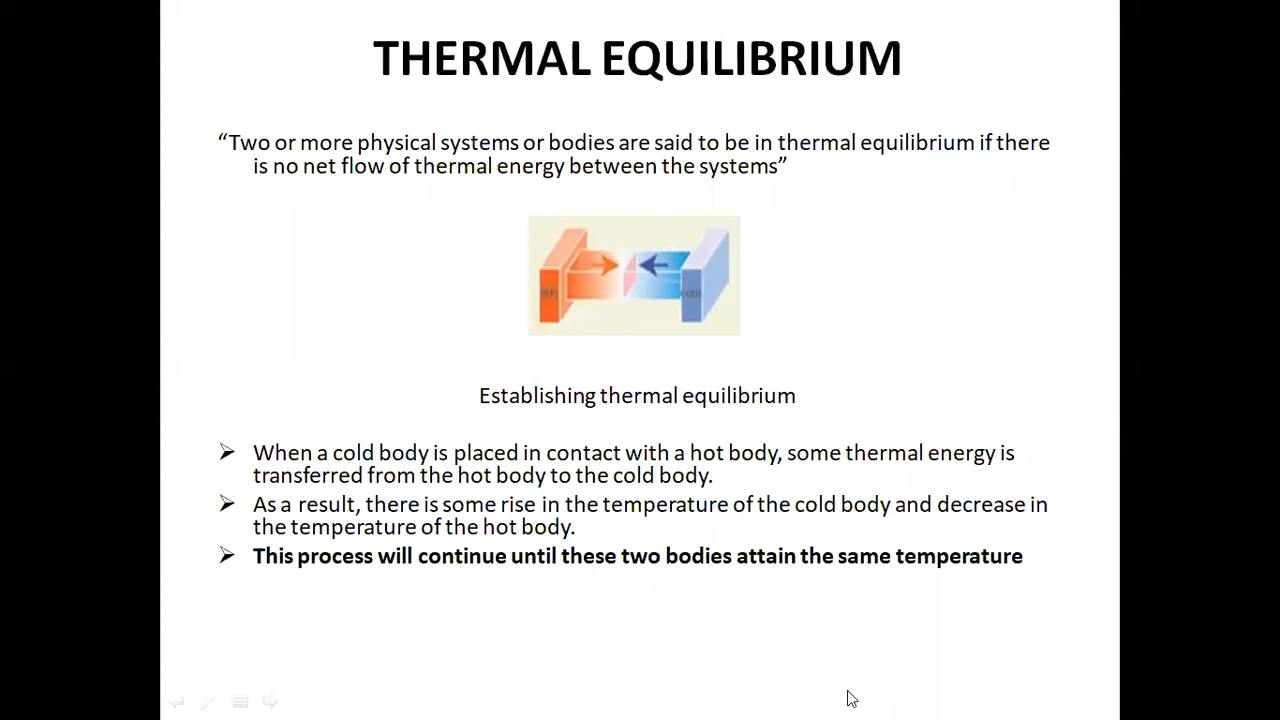 THERMAL EQUILIBRIUM
“Two or more physical systems or bodies are said to be in thermal equilibrium if there
is no net flow of thermal energy between the systems”
HOT
COLD
Establishing thermal equilibrium
When a cold body is placed in contact with a hot body, some thermal energy is
transferred from the hot body to the cold body.
As a result, there is some rise in the temperature of the cold body and decrease in
the temperature of the hot body.
This process will continue until these two bodies attain the same temperature